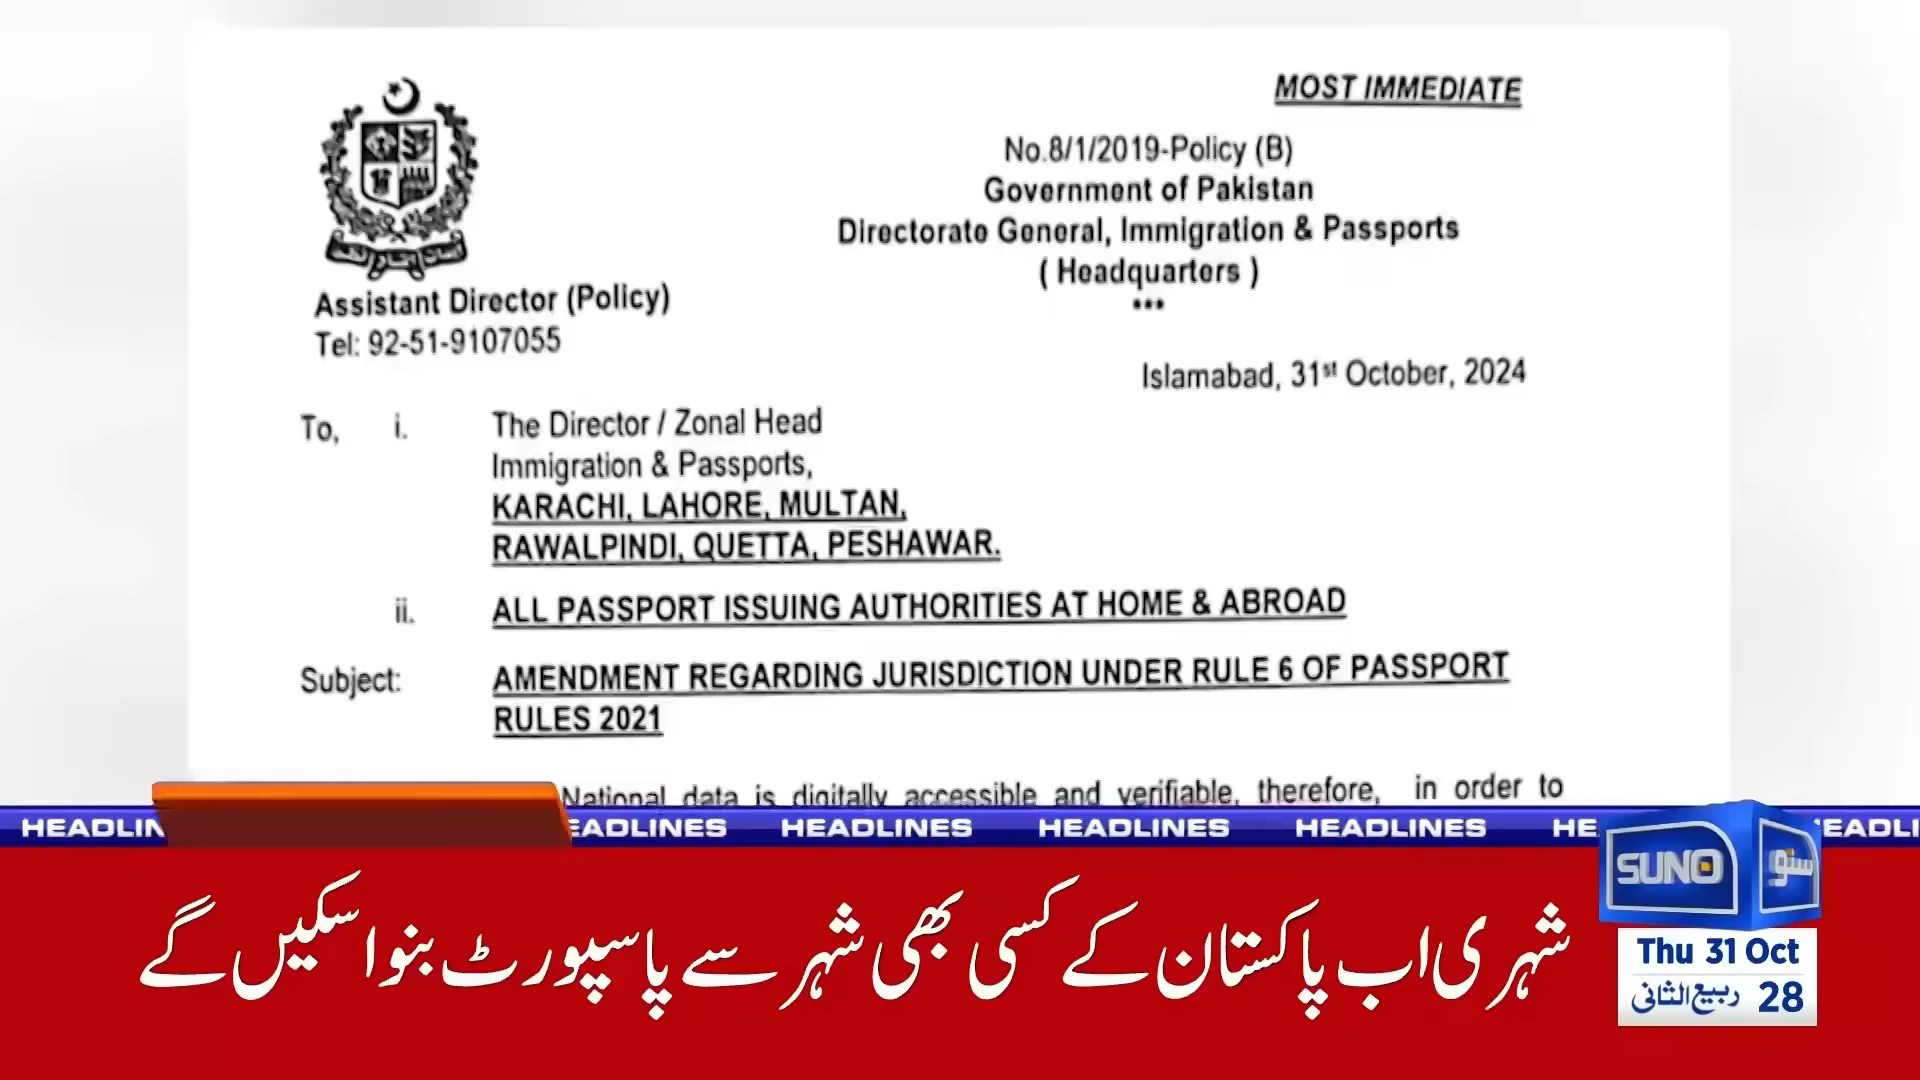 MOST IMMEDIATE
No.8/1/2019-Policy (B)
Government of Pakistan
Directorate General, Immigration & Passports
( Headquarters )
***
Assistant Director (Policy)
Tel: 92-51-9107055
Islamabad, 31st October, 2024
To, i. The Director / Zonal Head
Immigration & Passports,
KARACHI, LAHORE, MULTAN,
RAWALPINDI, QUETTA, PESHAWAR.
ii. ALL PASSPORT ISSUING AUTHORITIES AT HOME & ABROAD
Subject: AMENDMENT REGARDING JURISDICTION UNDER RULE 6 OF PASSPORT
RULES 2021
National data is digitally accessible and verifiable, therefore, in order to
HEADLIN EADLINES HEADLINES HEADLINES HEADLINES HE EADLI
SUNO سنو
شہری اب پاکستان کے کسی بھی شہر سے پاسپورٹ بنوا سکیں گے
Thu 31 Oct
28 ربیع الثانی